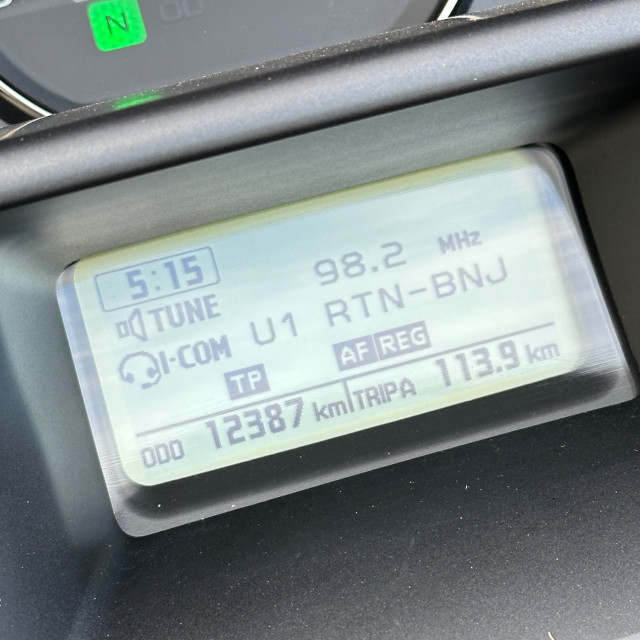 N
5:15 98.2 MHz
TUNE U1 RTN-BNJ
I-COM TP AF REG
ODO 12387 km TRIPA 113.9 km